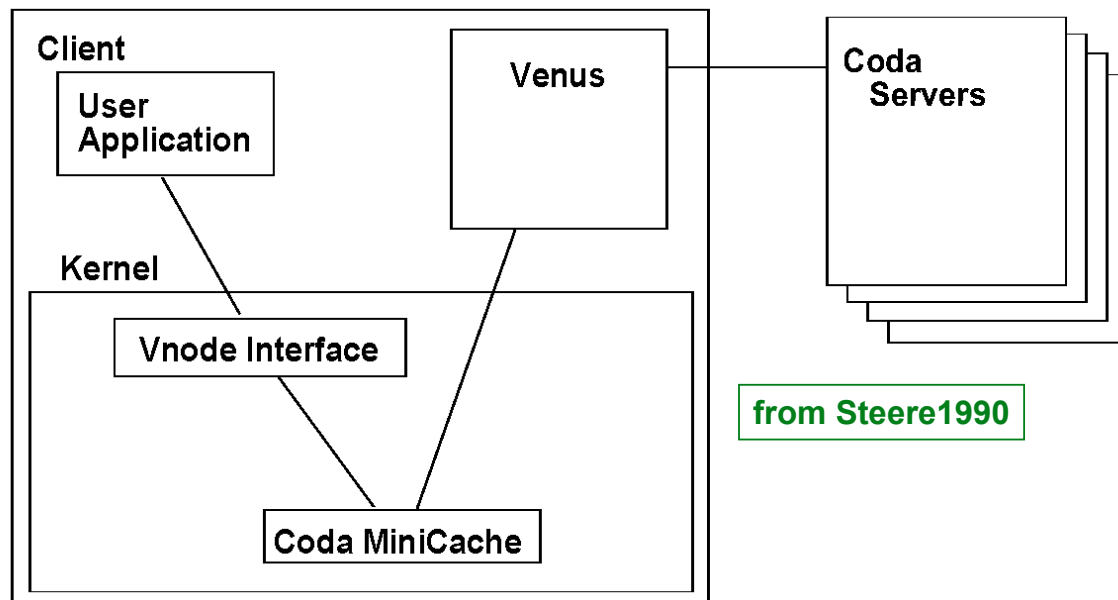 Client
User
Application
Venus
Coda
Servers
Kernel
Vnode Interface
from Steere1990
Coda MiniCache